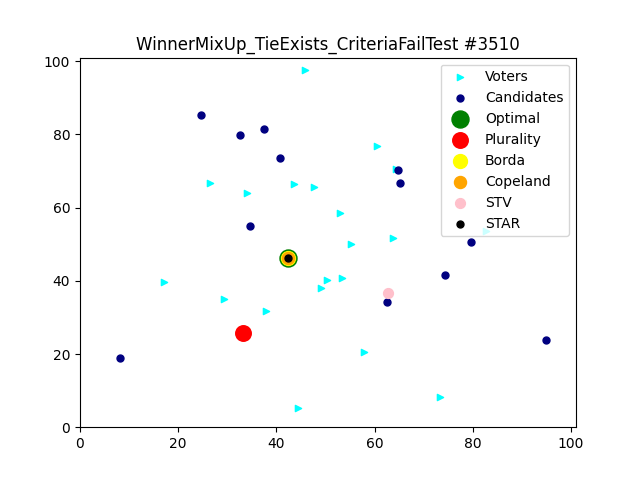 WinnerMixUp_TieExists_CriteriaFailTest #3510
100
80
60
40
20
0
0 20 40 60 80 100
Voters
Candidates
Optimal
Plurality
Borda
Copeland
STV
STAR